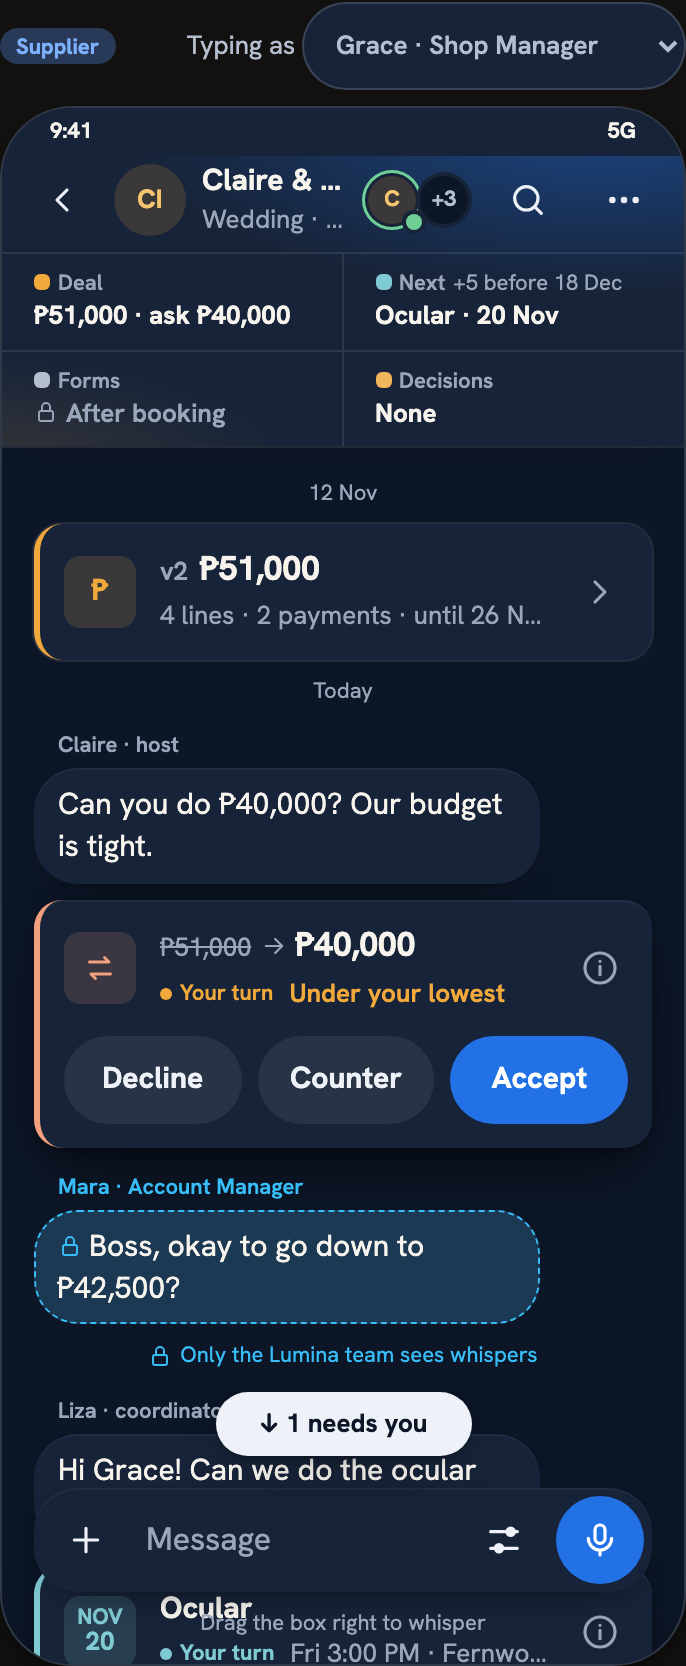 Supplier
Typing as
Grace · Shop Manager
9:41
5G
Cl
Claire & ...
Wedding · ...
C
+3
Deal
₱51,000 · ask ₱40,000
Next +5 before 18 Dec
Ocular · 20 Nov
Forms
After booking
Decisions
None
12 Nov
₱
v2 ₱51,000
4 lines · 2 payments · until 26 N...
Today
Claire · host
Can you do ₱40,000? Our budget
is tight.
₱51,000 → ₱40,000
Your turn Under your lowest
Decline
Counter
Accept
Mara · Account Manager
Boss, okay to go down to
₱42,500?
Only the Lumina team sees whispers
Liza ·
↓ 1 needs you
Hi Grace! Can we do the ocular
Message
NOV
20
Ocular
Drag the box right to whisper
Your turn Fri 3:00 PM · Fernwo...